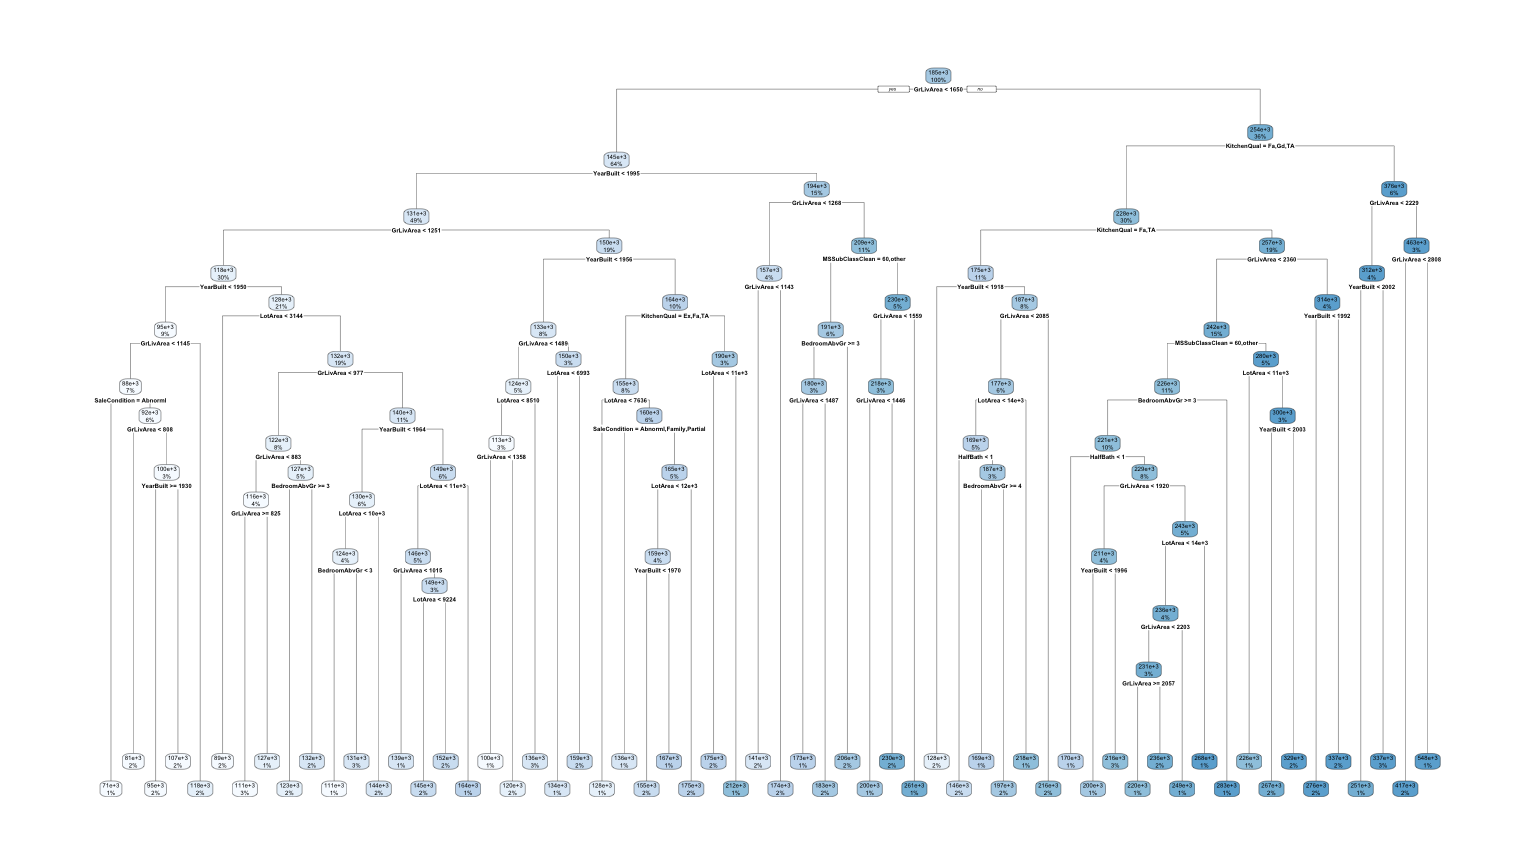 185e+3
100%
yes GrLivArea < 1650 no
254e+3
36%
KitchenQual = Fa,Gd,TA
145e+3
64%
YearBuilt < 1995
194e+3
15%
GrLivArea < 1268
376e+3
6%
GrLivArea < 2229
131e+3
49%
GrLivArea < 1251
228e+3
30%
KitchenQual = Fa,TA
150e+3
19%
YearBuilt < 1956
209e+3
11%
MSSubClassClean = 60,other
257e+3
19%
GrLivArea < 2360
463e+3
3%
GrLivArea < 2808
118e+3
30%
YearBuilt < 1950
157e+3
4%
GrLivArea < 1143
175e+3
11%
YearBuilt < 1918
312e+3
4%
YearBuilt < 2002
128e+3
21%
LotArea < 3144
164e+3
10%
KitchenQual = Ex,Fa,TA
230e+3
5%
GrLivArea < 1559
187e+3
8%
GrLivArea < 2085
314e+3
4%
YearBuilt < 1992
95e+3
9%
GrLivArea < 1145
133e+3
8%
GrLivArea < 1489
191e+3
6%
BedroomAbvGr >= 3
242e+3
15%
MSSubClassClean = 60,other
132e+3
19%
GrLivArea < 977
150e+3
3%
LotArea < 6993
190e+3
3%
LotArea < 11e+3
280e+3
5%
LotArea < 11e+3
88e+3
7%
SaleCondition = Abnorml
124e+3
5%
LotArea < 8510
155e+3
8%
LotArea < 7636
180e+3
3%
GrLivArea < 1487
218e+3
3%
GrLivArea < 1446
177e+3
6%
LotArea < 14e+3
226e+3
11%
BedroomAbvGr >= 3
92e+3
6%
GrLivArea < 808
140e+3
11%
YearBuilt < 1964
160e+3
6%
SaleCondition = Abnorml,Family,Partial
300e+3
3%
YearBuilt < 2003
122e+3
8%
GrLivArea < 883
113e+3
3%
GrLivArea < 1358
169e+3
5%
HalfBath < 1
221e+3
10%
HalfBath < 1
100e+3
3%
YearBuilt >= 1930
127e+3
5%
BedroomAbvGr >= 3
149e+3
6%
LotArea < 11e+3
165e+3
5%
LotArea < 12e+3
187e+3
3%
BedroomAbvGr >= 4
229e+3
8%
GrLivArea < 1920
116e+3
4%
GrLivArea >= 825
130e+3
6%
LotArea < 10e+3
243e+3
5%
LotArea < 14e+3
124e+3
4%
BedroomAbvGr < 3
146e+3
5%
GrLivArea < 1015
159e+3
4%
YearBuilt < 1970
211e+3
4%
YearBuilt < 1996
149e+3
3%
LotArea < 9224
236e+3
4%
GrLivArea < 2203
231e+3
3%
GrLivArea >= 2057
81e+3 107e+3 89e+3 127e+3 132e+3 131e+3 139e+3 152e+3 100e+3 136e+3 159e+3 136e+3 167e+3 175e+3 141e+3 173e+3 206e+3 230e+3 128e+3 169e+3 218e+3 170e+3 216e+3 236e+3 268e+3 226e+3 329e+3 337e+3 337e+3 548e+3
2% 2% 2% 1% 2% 3% 1% 2% 1% 3% 2% 1% 1% 2% 2% 1% 2% 2% 2% 1% 1% 1% 3% 2% 1% 1% 2% 2% 3% 1%
71e+3 95e+3 118e+3 111e+3 123e+3 111e+3 144e+3 145e+3 164e+3 120e+3 134e+3 128e+3 155e+3 175e+3 212e+3 174e+3 183e+3 200e+3 261e+3 146e+3 197e+3 216e+3 200e+3 220e+3 249e+3 283e+3 267e+3 276e+3 251e+3 417e+3
1% 2% 2% 3% 2% 1% 2% 2% 1% 2% 1% 1% 2% 2% 1% 2% 2% 1% 1% 2% 2% 2% 1% 1% 1% 1% 2% 2% 1% 2%